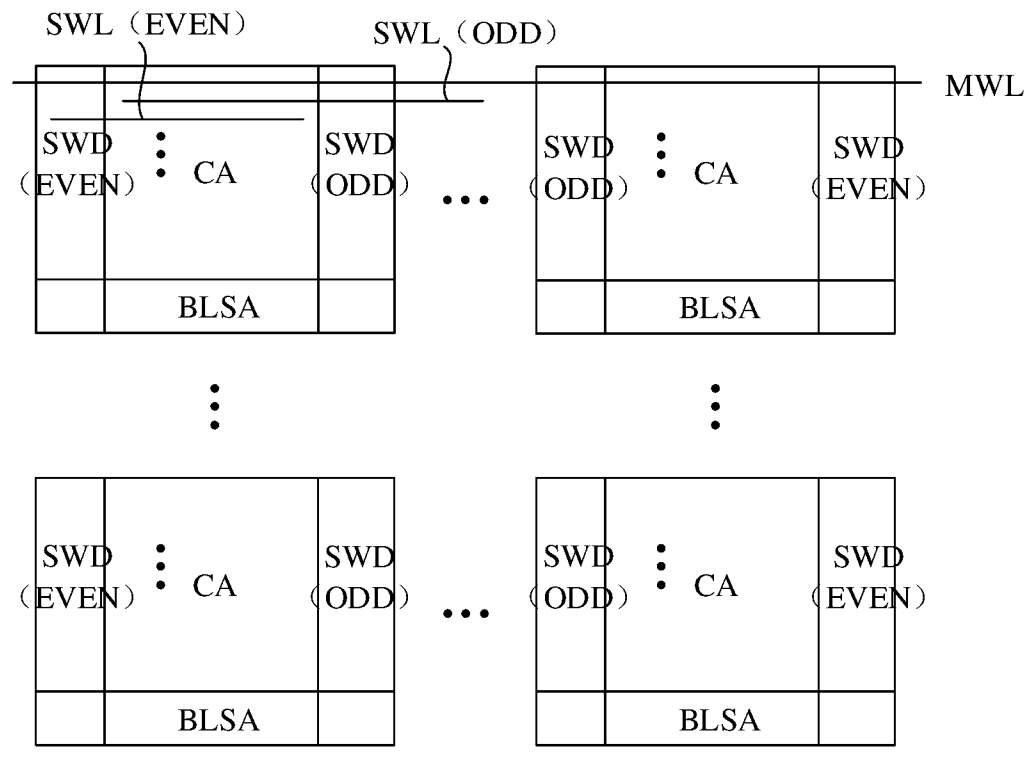 SWL（EVEN）
SWL（ODD）
MWL
SWD
（EVEN）
CA
SWD
（ODD）
SWD
（ODD）
CA
SWD
（EVEN）
BLSA
BLSA
SWD
（EVEN）
CA
SWD
（ODD）
SWD
（ODD）
CA
SWD
（EVEN）
BLSA
BLSA